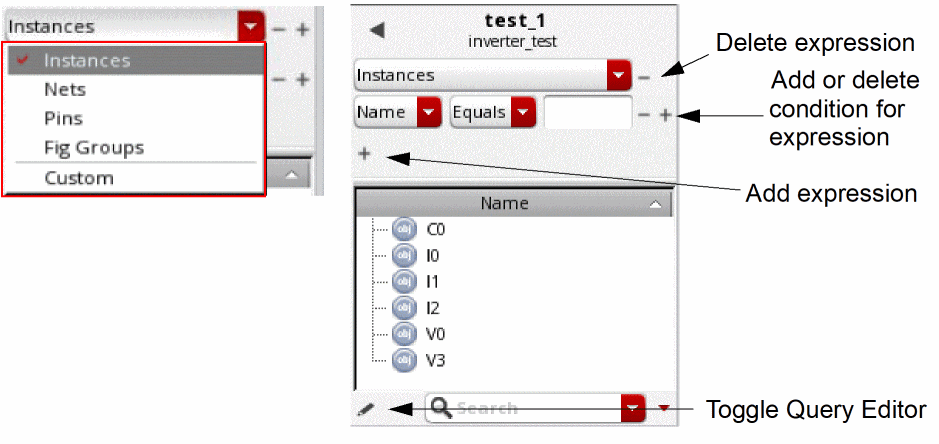 Instances
Instances
Nets
Pins
Fig Groups
Custom
test_1
inverter_test
Instances
Name Equals
Name
obj C0
obj I0
obj I1
obj I2
obj V0
obj V3
Search
Delete expression
Add or delete
condition for
expression
Add expression
Toggle Query Editor